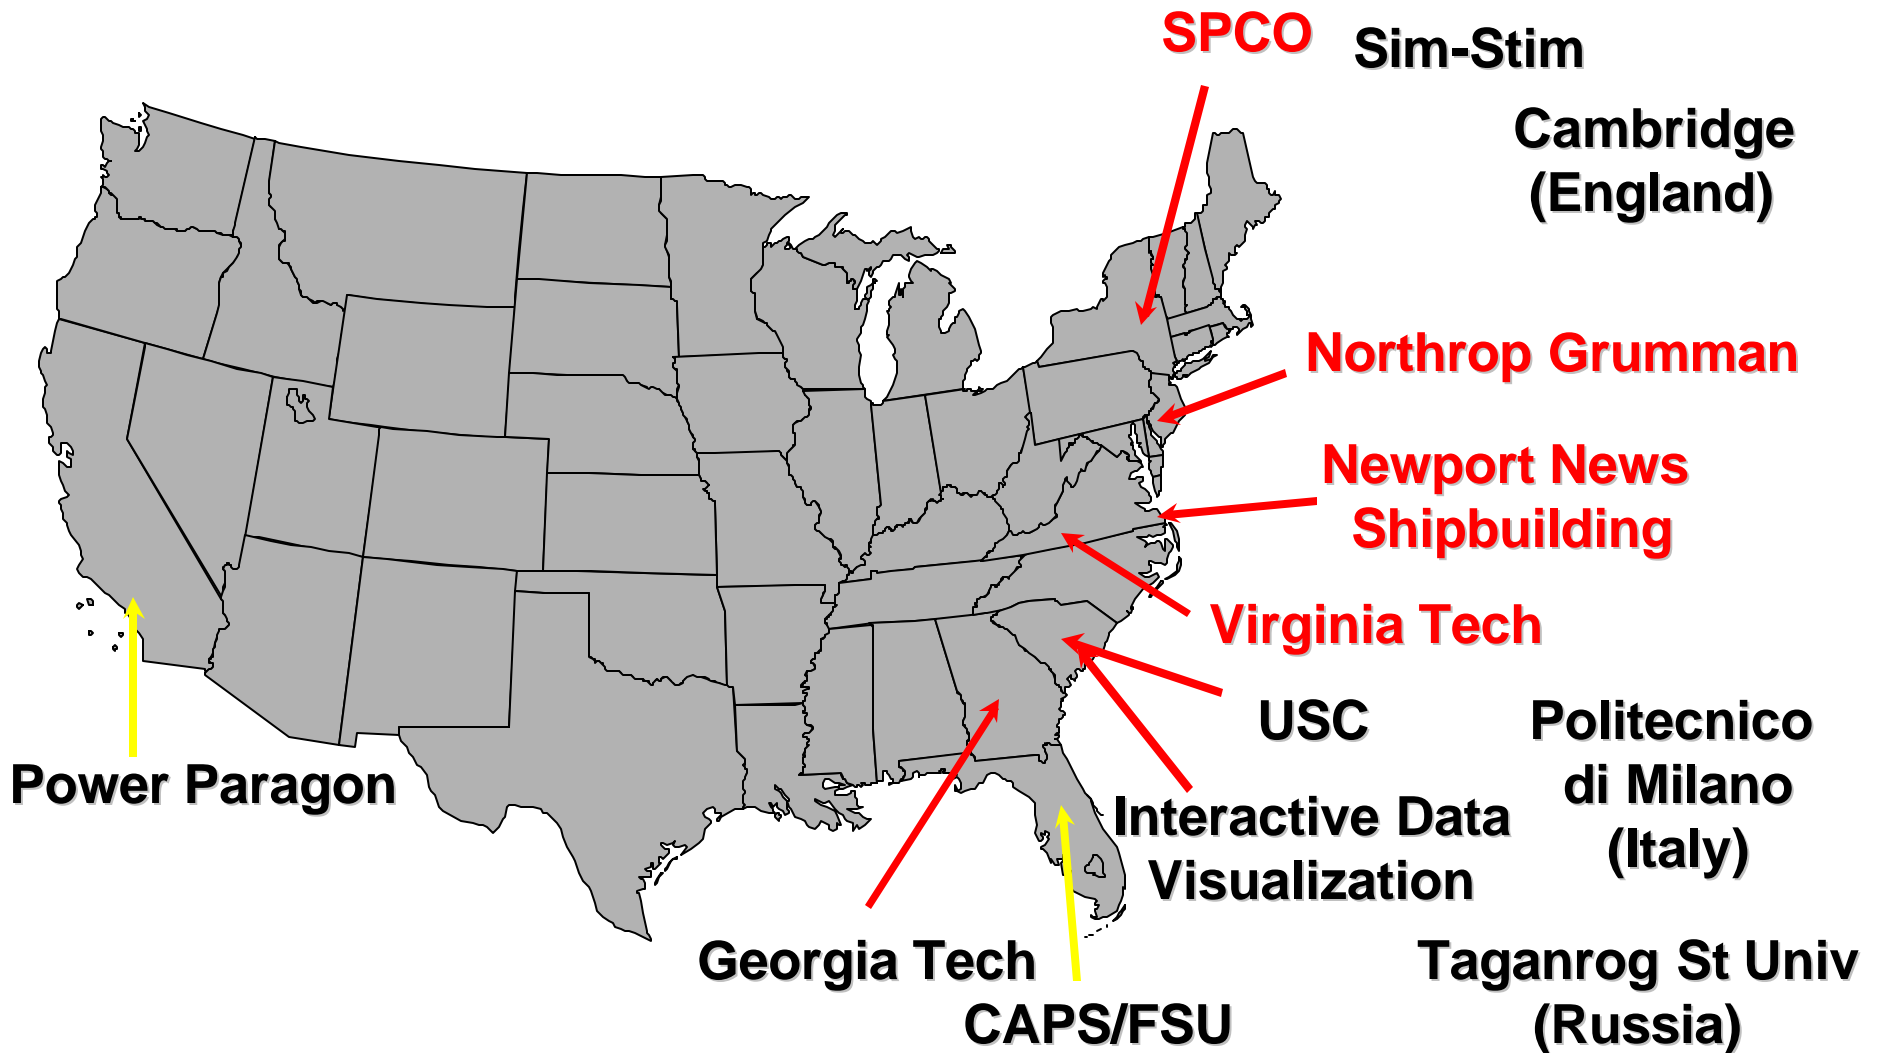 SPCO
Sim-Stim
Cambridge
(England)
Northrop Grumman
Newport News
Shipbuilding
Virginia Tech
USC
Politecnico
di Milano
(Italy)
Power Paragon
Interactive Data
Visualization
Georgia Tech
CAPS/FSU
Taganrog St Univ
(Russia)